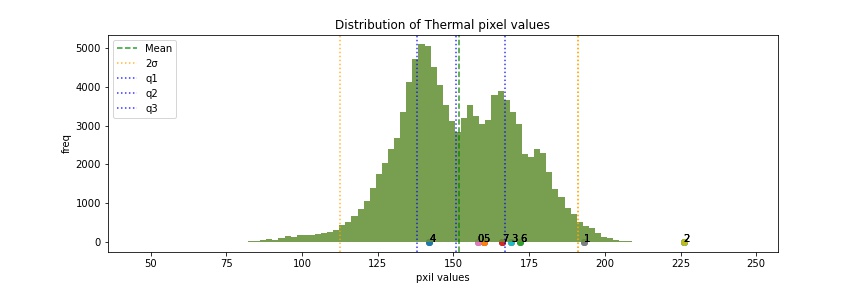 Distribution of Thermal pixel values
Mean
2σ
q1
q2
q3
freq
5000
4000
3000
2000
1000
0
4 0 5 7 3 6 1 2
50 75 100 125 150 175 200 225 250
pxil values